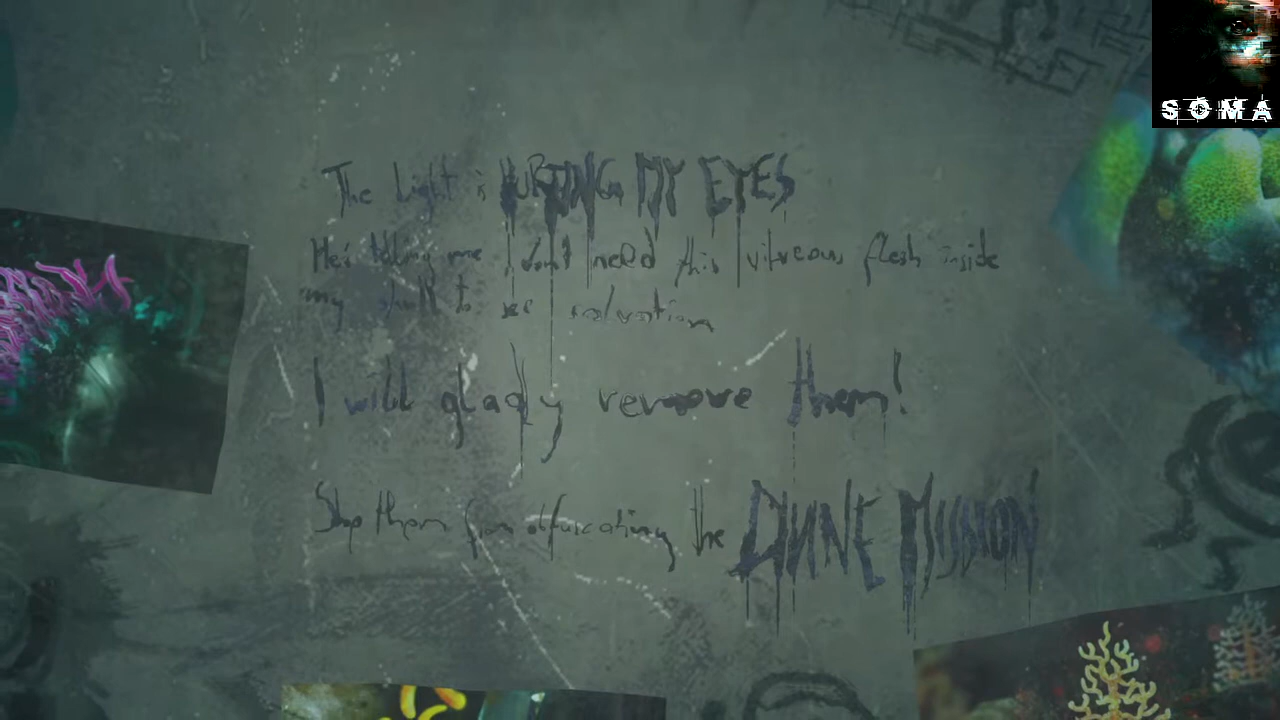 SOMA
The Light is HURTING MY EYES
He's telling me I don't need this vitreous flesh inside
my skull to see salvation
I will gladly remove them!
Stop them from obfuscating the DIVINE MISSION